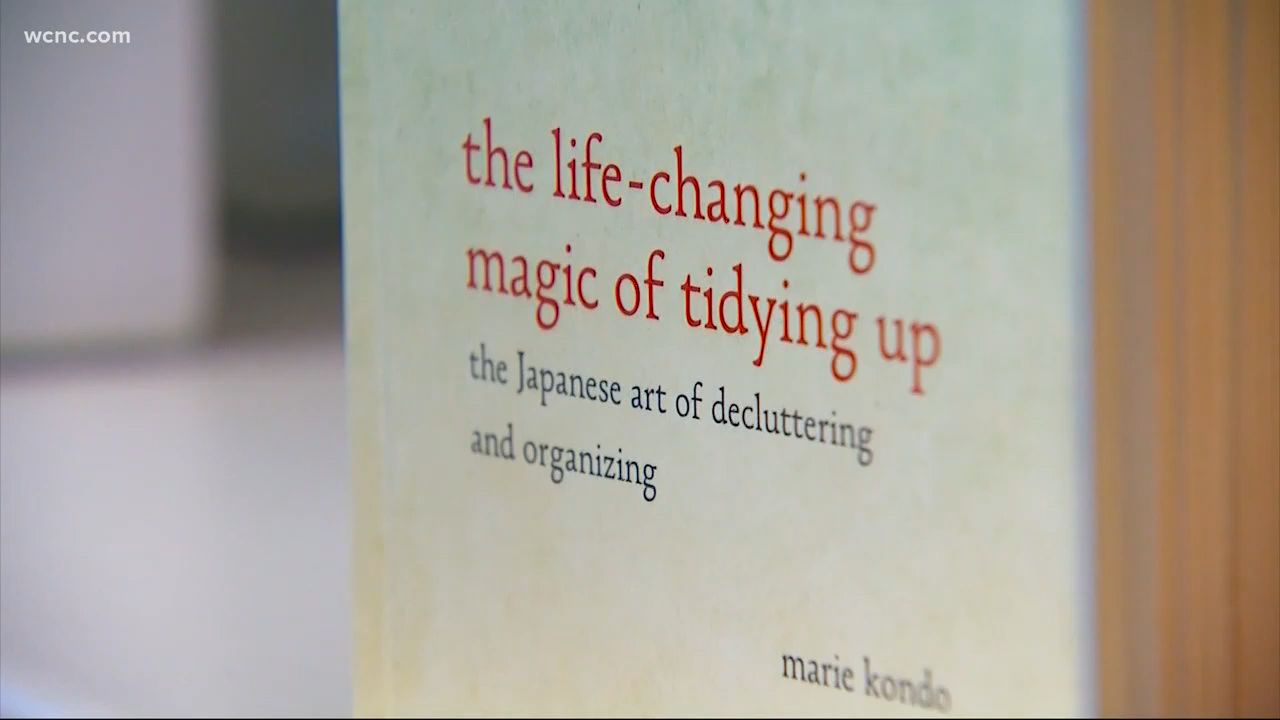 wcnc.com
the life-changing
magic of tidying up
the Japanese art of decluttering
and organizing
marie kondo